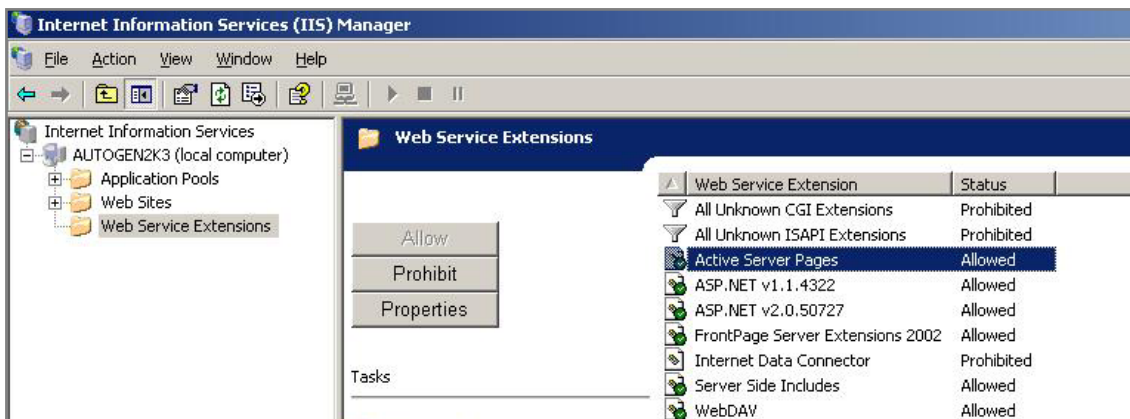 Internet Information Services (IIS) Manager
File Action View Window Help
Internet Information Services
AUTOGEN2K3 (local computer)
Application Pools
Web Sites
Web Service Extensions
Web Service Extensions
Allow
Prohibit
Properties
Tasks
Web Service Extension Status
All Unknown CGI Extensions Prohibited
All Unknown ISAPI Extensions Prohibited
Active Server Pages Allowed
ASP.NET v1.1.4322 Allowed
ASP.NET v2.0.50727 Allowed
FrontPage Server Extensions 2002 Allowed
Internet Data Connector Prohibited
Server Side Includes Allowed
WebDAV Allowed